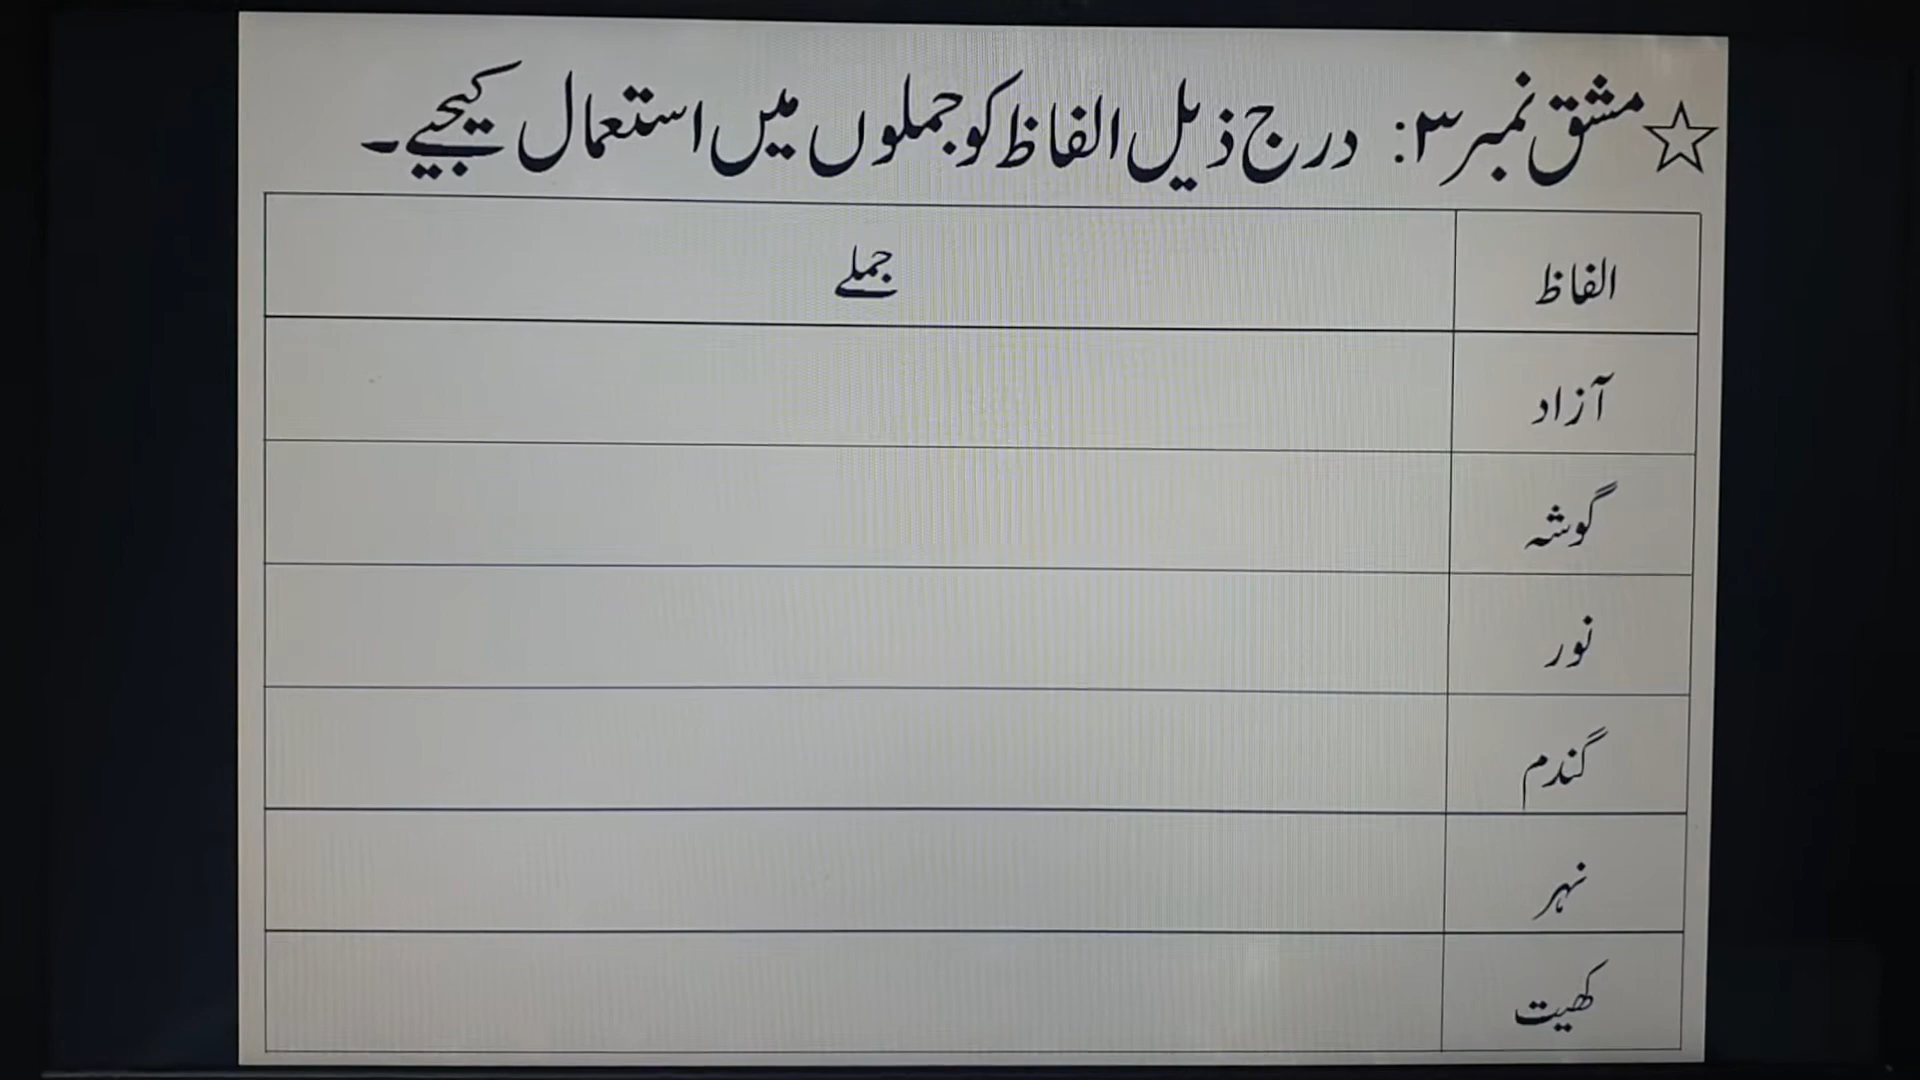 ☆ مشق نمبر ۳: درج ذیل الفاظ کو جملوں میں استعمال کیجیے۔
الفاظ جملے
آزاد
گوشہ
نور
گندم
نہر
کھیت